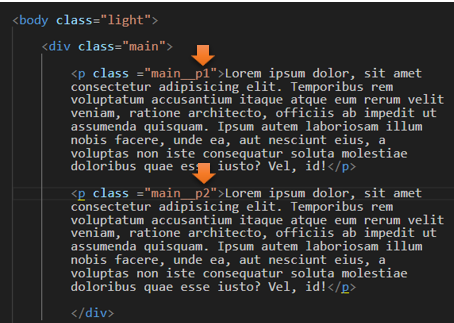 <body class="light">
<div class="main">
<p class ="main__p1">Lorem ipsum dolor, sit amet
consectetur adipisicing elit. Temporibus rem
voluptatum accusantium itaque atque eum rerum velit
veniam, ratione architecto, officiis ab impedit ut
assumenda quisquam. Ipsum autem laboriosam illum
nobis facere, unde ea, aut nesciunt eius, a
voluptas non iste consequatur soluta molestiae
doloribus quae esse iusto? Vel, id!</p>
<p class ="main__p2">Lorem ipsum dolor, sit amet
consectetur adipisicing elit. Temporibus rem
voluptatum accusantium itaque atque eum rerum velit
veniam, ratione architecto, officiis ab impedit ut
assumenda quisquam. Ipsum autem laboriosam illum
nobis facere, unde ea, aut nesciunt eius, a
voluptas non iste consequatur soluta molestiae
doloribus quae esse iusto? Vel, id!</p>
</div>